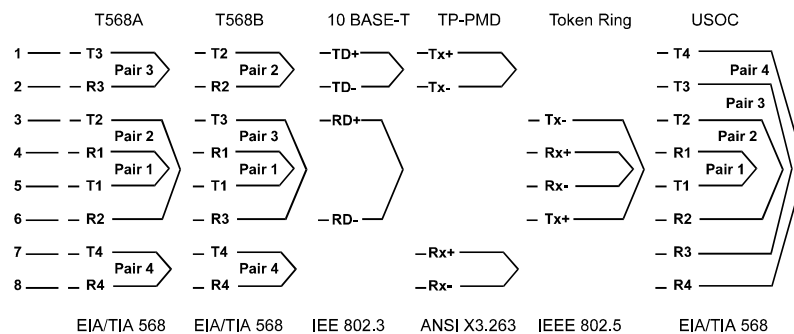 T568A T568B 10 BASE-T TP-PMD Token Ring USOC
1 T3 T2 TD+ Tx+ T4
Pair 3 Pair 2 Pair 4
2 R3 R2 TD- Tx- T3
Pair 3
3 T2 T3 RD+ Tx- T2
Pair 2 Pair 3 Pair 2
4 R1 R1 Rx+ R1
Pair 1 Pair 1 Pair 1
5 T1 T1 Rx- T1
6 R2 R3 RD- Tx+ R2
7 T4 T4 Rx+ R3
Pair 4 Pair 4
8 R4 R4 Rx- R4
EIA/TIA 568 EIA/TIA 568 IEE 802.3 ANSI X3.263 IEEE 802.5 EIA/TIA 568